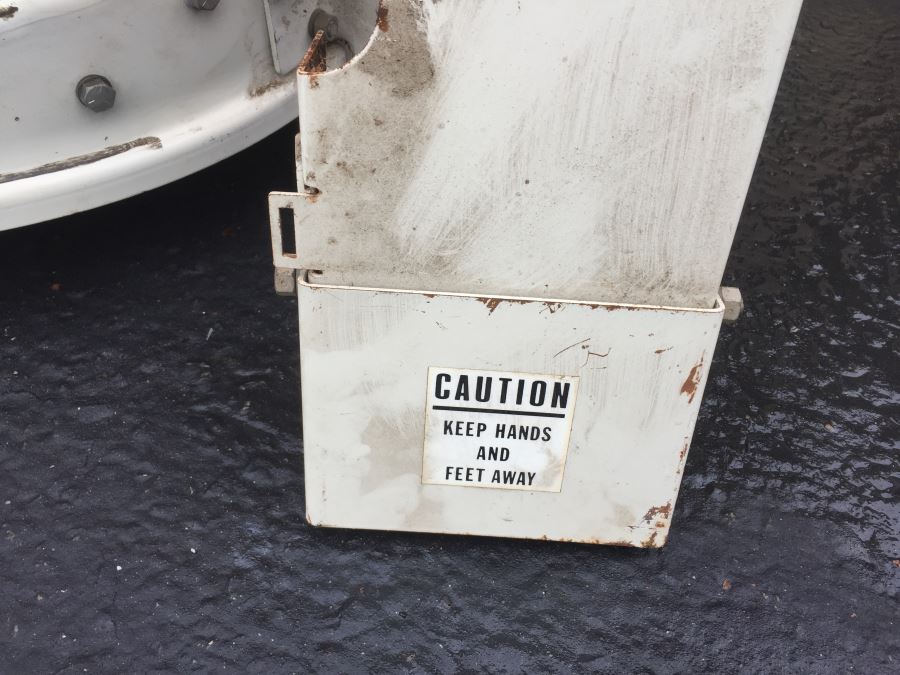 CAUTION
KEEP HANDS
AND
FEET AWAY